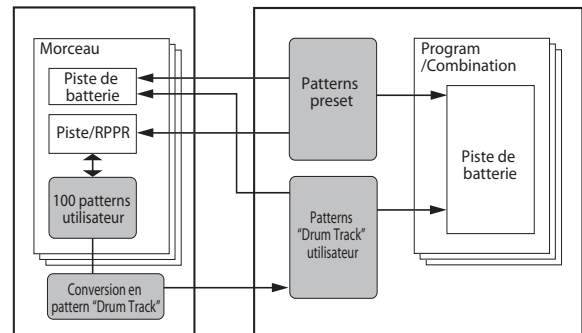 Morceau
Piste de
batterie
Piste/RPPR
100 patterns
utilisateur
Conversion en
pattern “Drum Track”
Patterns
preset
Patterns
“Drum Track”
utilisateur
Program
/Combination
Piste de
batterie